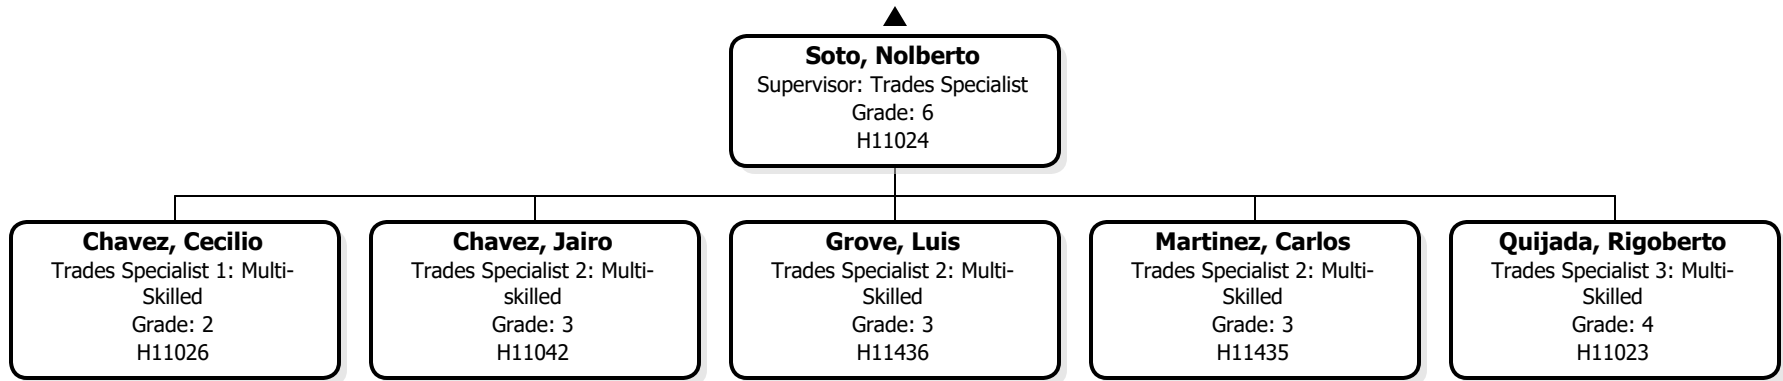 Soto, Nolberto
Supervisor: Trades Specialist
Grade: 6
H11024
Chavez, Cecilio
Trades Specialist 1: Multi-
Skilled
Grade: 2
H11026
Chavez, Jairo
Trades Specialist 2: Multi-
skilled
Grade: 3
H11042
Grove, Luis
Trades Specialist 2: Multi-
Skilled
Grade: 3
H11436
Martinez, Carlos
Trades Specialist 2: Multi-
Skilled
Grade: 3
H11435
Quijada, Rigoberto
Trades Specialist 3: Multi-
Skilled
Grade: 4
H11023